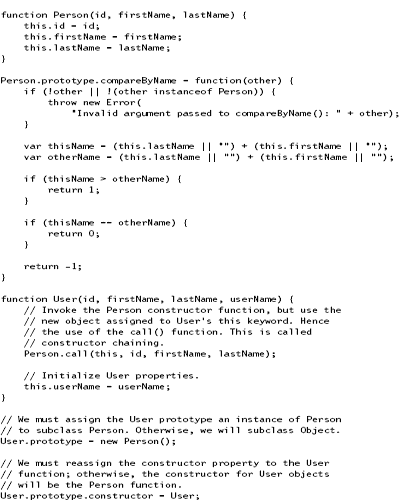 function Person(id, firstName, lastName) {
this.id = id;
this.firstName = firstName;
this.lastName = lastName;
}
Person.prototype.compareByName = function(other) {
if (!other || !(other instanceof Person)) {
throw new Error(
"Invalid argument passed to compareByName(): " + other);
}
var thisName = (this.lastName || "") + (this.firstName || "");
var otherName = (this.lastName || "") + (this.firstName || "");
if (thisName > otherName) {
return 1;
}
if (thisName == otherName) {
return 0;
}
return -1;
}
function User(id, firstName, lastName, userName) {
// Invoke the Person constructor function, but use the
// new object assigned to User's this keyword. Hence
// the use of the call() function. This is called
// constructor chaining.
Person.call(this, id, firstName, lastName);
// Initialize User properties.
this.userName = userName;
}
// We must assign the User prototype an instance of Person
// to subclass Person. Otherwise, we will subclass Object.
User.prototype = new Person();
// We must reassign the constructor property to the User
// function; otherwise, the constructor for User objects
// will be the Person function.
User.prototype.constructor = User;